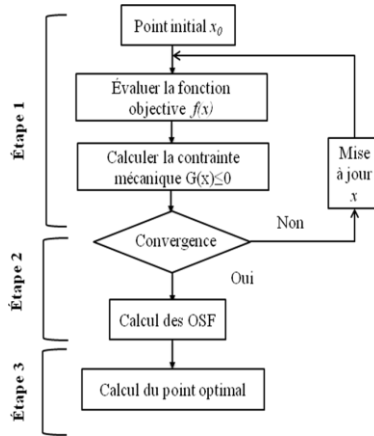 Point initial x₀
Évaluer la fonction
objective f(x)
Étape 1
Calculer la contrainte
mécanique G(x)≤0
Mise
à jour
x
Convergence
Non
Oui
Étape 2
Calcul des OSF
Étape 3
Calcul du point optimal